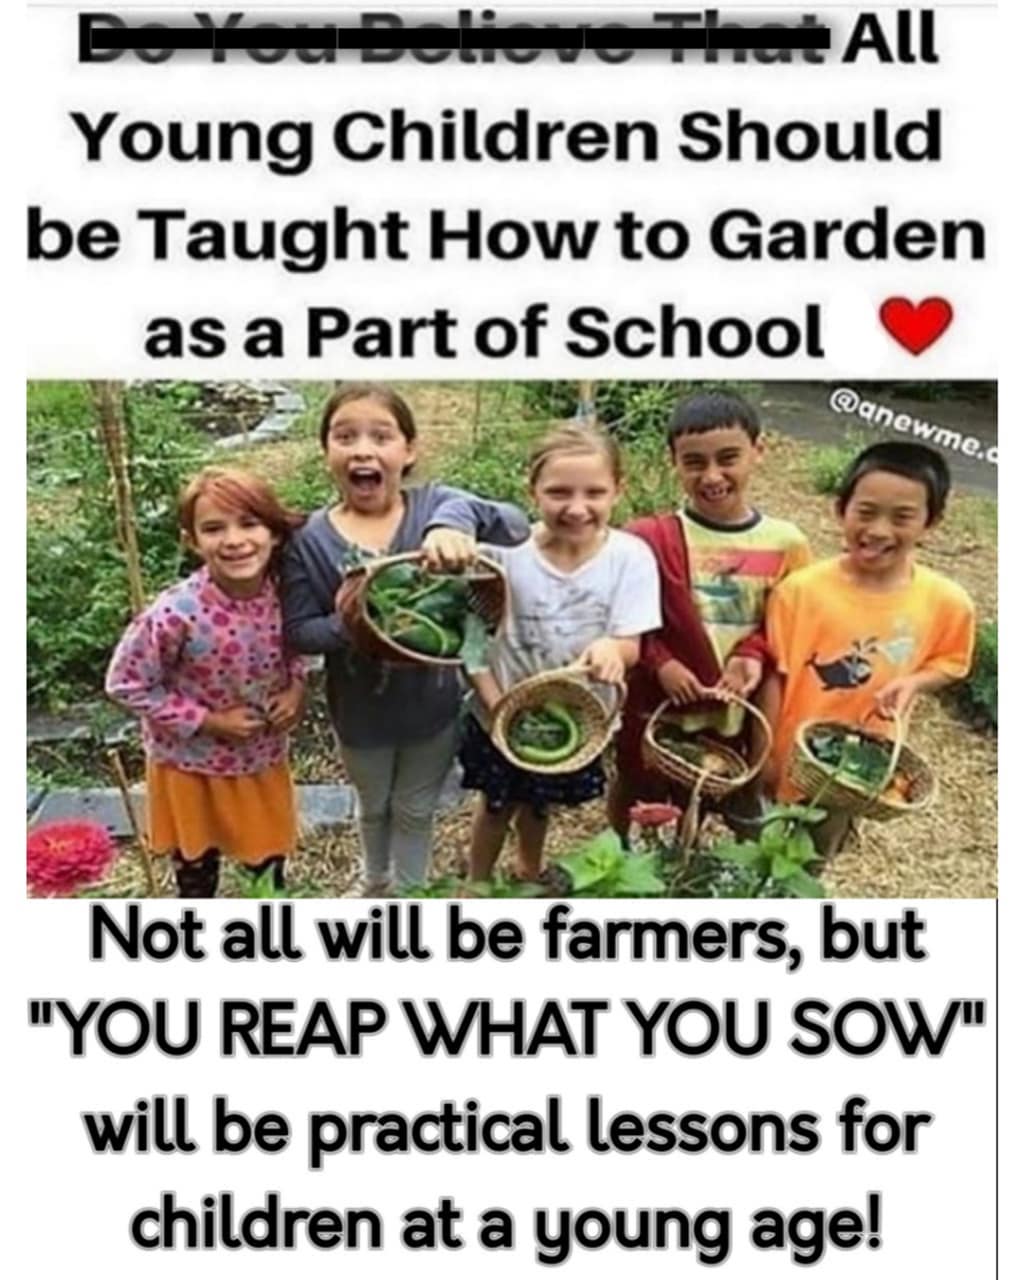 Do You Believe That All
Young Children Should
be Taught How to Garden
as a Part of School ❤️
@anewme.
Not all will be farmers, but
"YOU REAP WHAT YOU SOW"
will be practical lessons for
children at a young age!